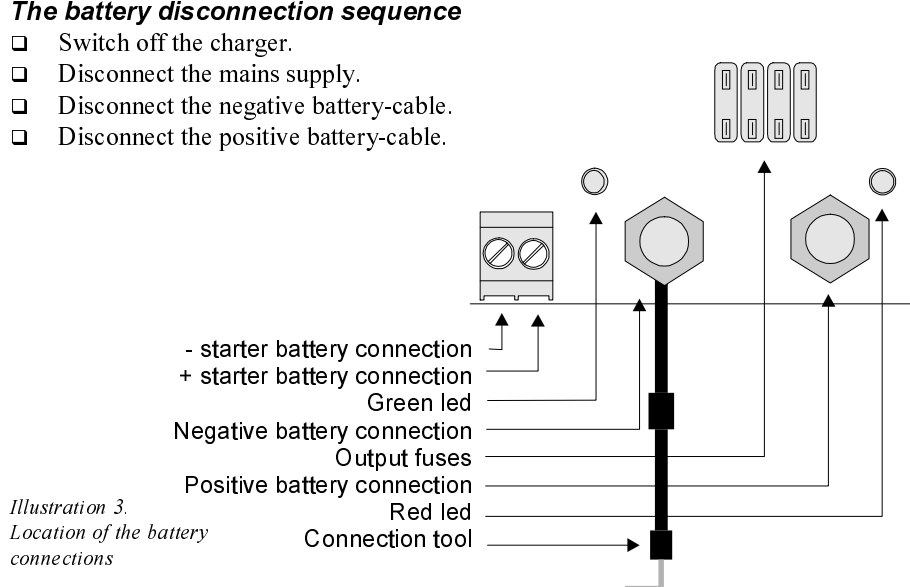 The battery disconnection sequence
❑ Switch off the charger.
❑ Disconnect the mains supply.
❑ Disconnect the negative battery-cable.
❑ Disconnect the positive battery-cable.
- starter battery connection
+ starter battery connection
Green led
Negative battery connection
Output fuses
Positive battery connection
Red led
Connection tool
Illustration 3.
Location of the battery
connections